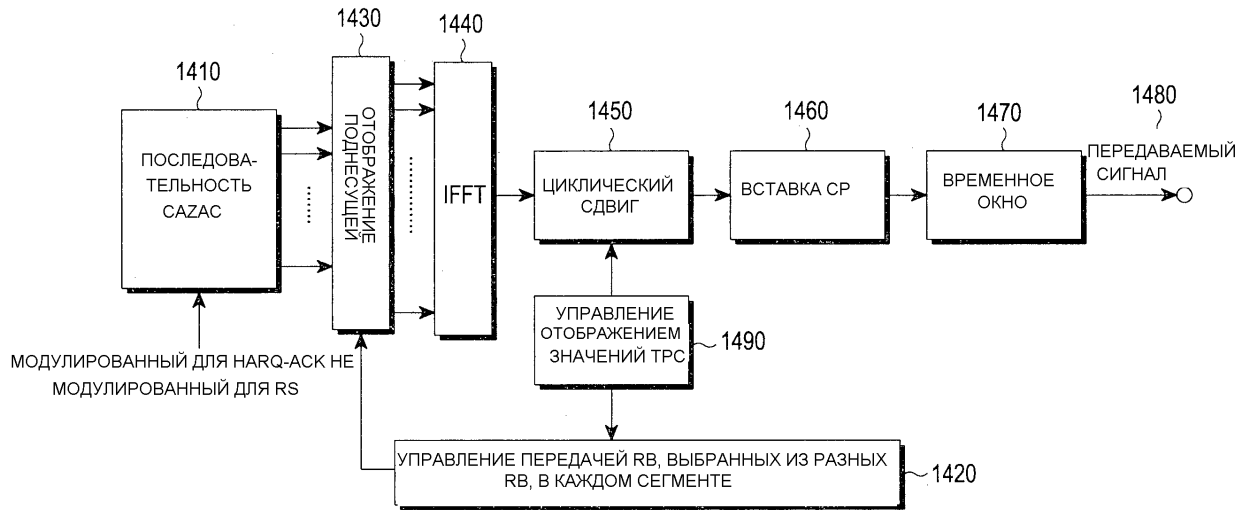 1430
1440
1410
1450
1460
1470
1480
ПОСЛЕДОВА-
ТЕЛЬНОСТЬ
CAZAC
ОТОБРАЖЕНИЕ
ПОДНЕСУЩЕЙ
IFFT
ЦИКЛИЧЕСКИЙ
СДВИГ
ВСТАВКА CP
ВРЕМЕННОЕ
ОКНО
ПЕРЕДАВАЕМЫЙ
СИГНАЛ
УПРАВЛЕНИЕ
ОТОБРАЖЕНИЕМ
ЗНАЧЕНИЙ TPC
1490
МОДУЛИРОВАННЫЙ ДЛЯ HARQ-ACK НЕ
МОДУЛИРОВАННЫЙ ДЛЯ RS
УПРАВЛЕНИЕ ПЕРЕДАЧЕЙ RB, ВЫБРАННЫХ ИЗ РАЗНЫХ
RB, В КАЖДОМ СЕГМЕНТЕ
1420